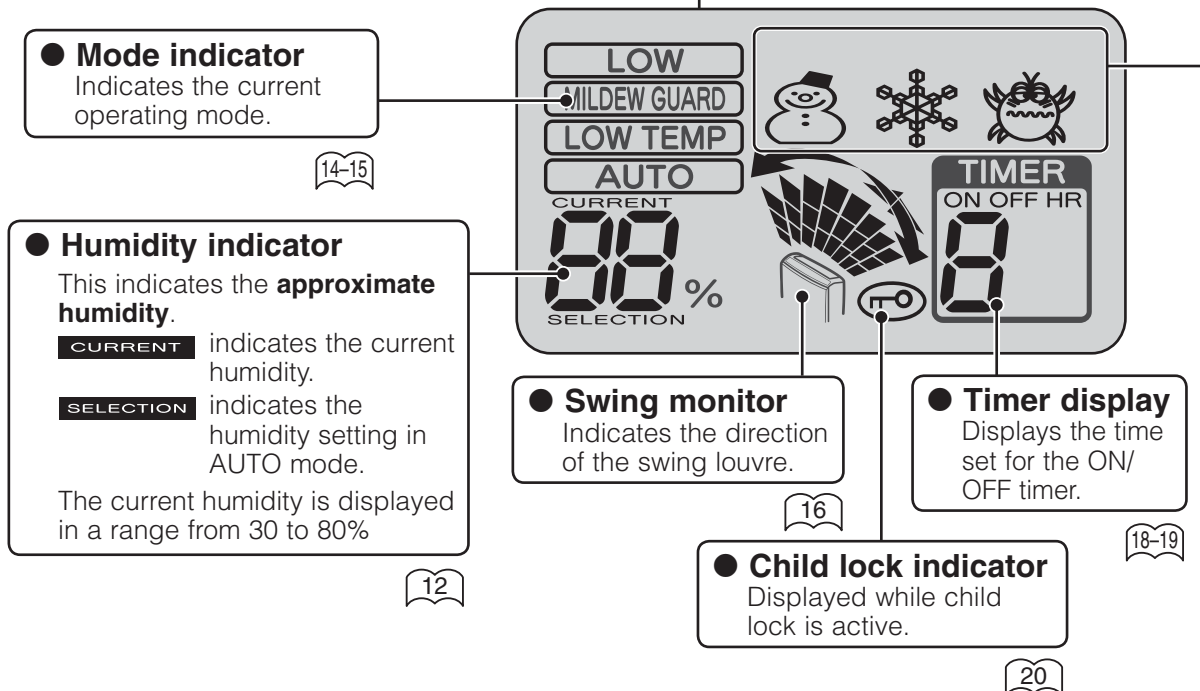 ● Mode indicator
Indicates the current
operating mode.
14–15
● Humidity indicator
This indicates the approximate
humidity.
CURRENT indicates the current
humidity.
SELECTION indicates the
humidity setting in
AUTO mode.
The current humidity is displayed
in a range from 30 to 80%
12
LOW
MILDEW GUARD
LOW TEMP
AUTO
CURRENT
88%
SELECTION
TIMER
ON OFF HR
8
● Swing monitor
Indicates the direction
of the swing louvre.
16
● Timer display
Displays the time
set for the ON/
OFF timer.
18–19
● Child lock indicator
Displayed while child
lock is active.
20